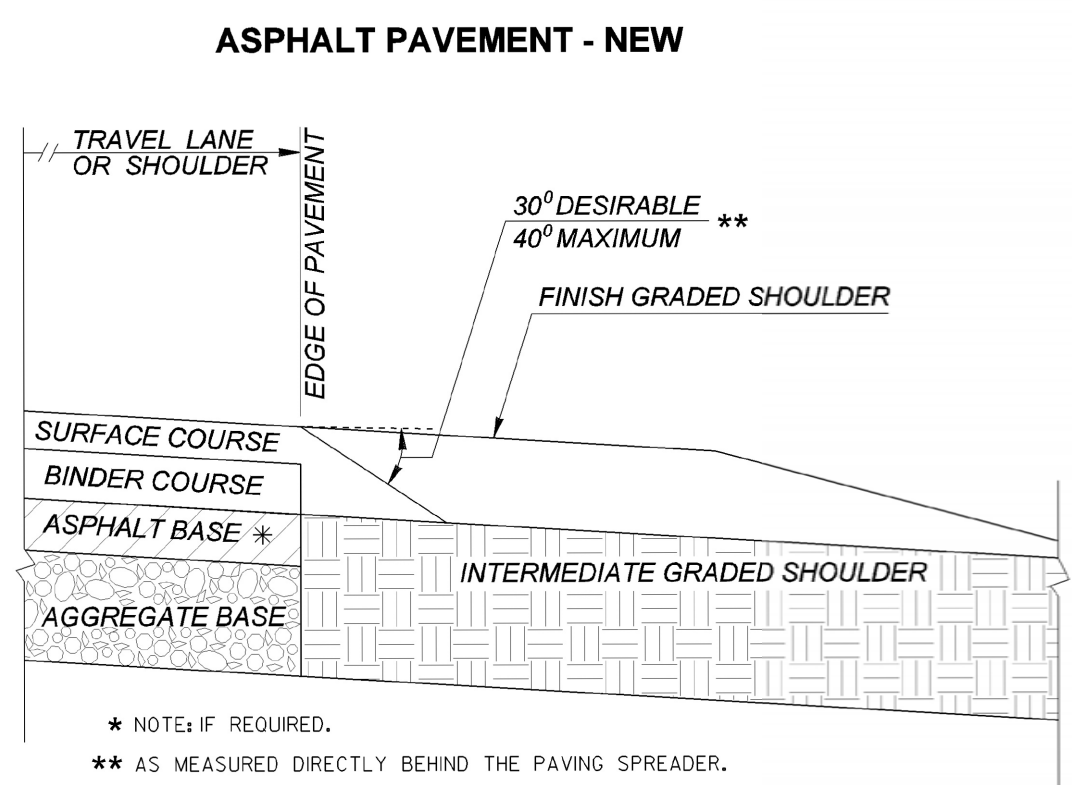 ASPHALT PAVEMENT - NEW
TRAVEL LANE
OR SHOULDER
EDGE OF PAVEMENT
30⁰ DESIRABLE
40⁰ MAXIMUM **
FINISH GRADED SHOULDER
SURFACE COURSE
BINDER COURSE
ASPHALT BASE *
INTERMEDIATE GRADED SHOULDER
AGGREGATE BASE
* NOTE: IF REQUIRED.
** AS MEASURED DIRECTLY BEHIND THE PAVING SPREADER.